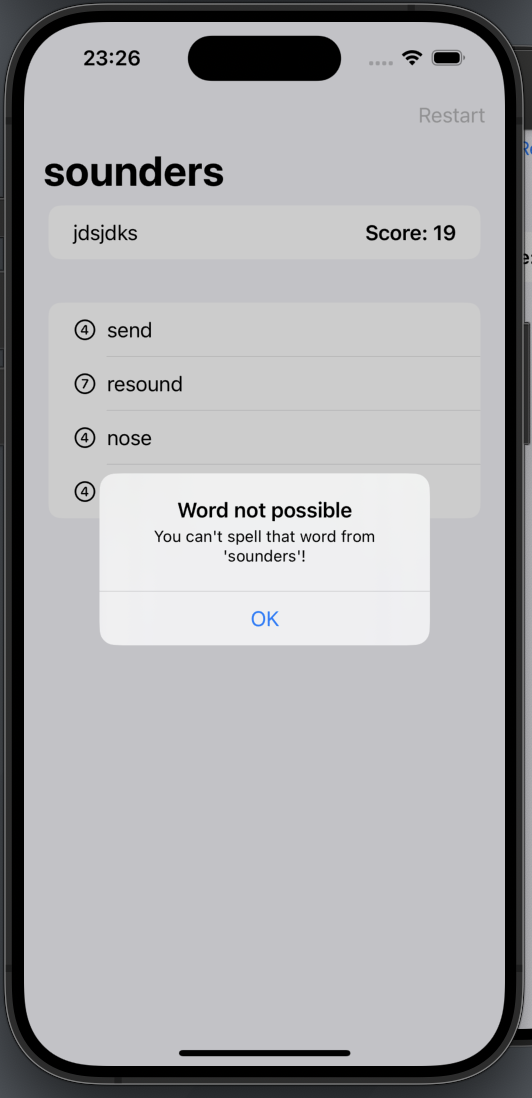 23:26
Restart
sounders
jdsjdks Score: 19
4 send
7 resound
4 nose
4
Word not possible
You can't spell that word from
'sounders'!
OK